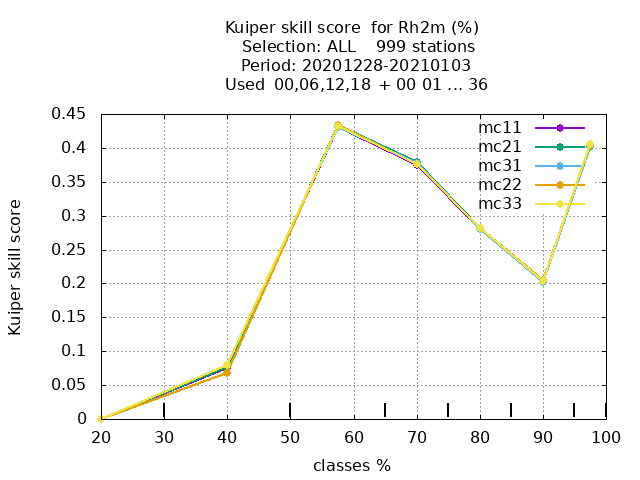 Kuiper skill score  for Rh2m (%)
Selection: ALL    999 stations
Period: 20201228-20210103
Used  00,06,12,18  + 00 01 ... 36
0.45
0.4
0.35
0.3
0.25
0.2
0.15
0.1
0.05
0
Kuiper skill score
mc11
mc21
mc31
mc22
mc33
20 30 40 50 60 70 80 90 100
classes %